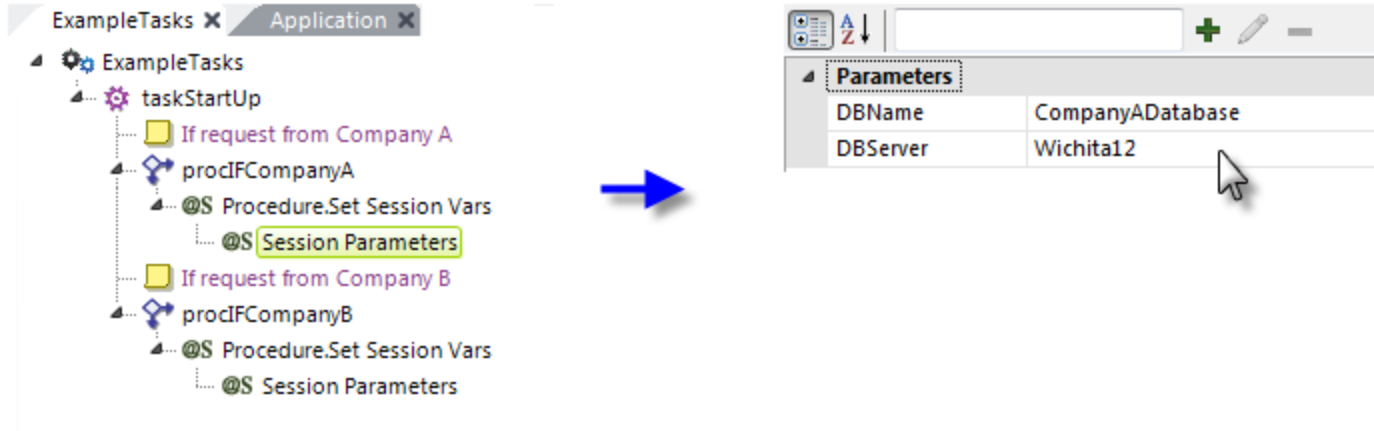 ExampleTasks
Application
ExampleTasks
taskStartUp
If request from Company A
procIFCompanyA
@S Procedure.Set Session Vars
@S Session Parameters
If request from Company B
procIFCompanyB
@S Procedure.Set Session Vars
@S Session Parameters
A
Z
Parameters
DBName CompanyADatabase
DBServer Wichita12